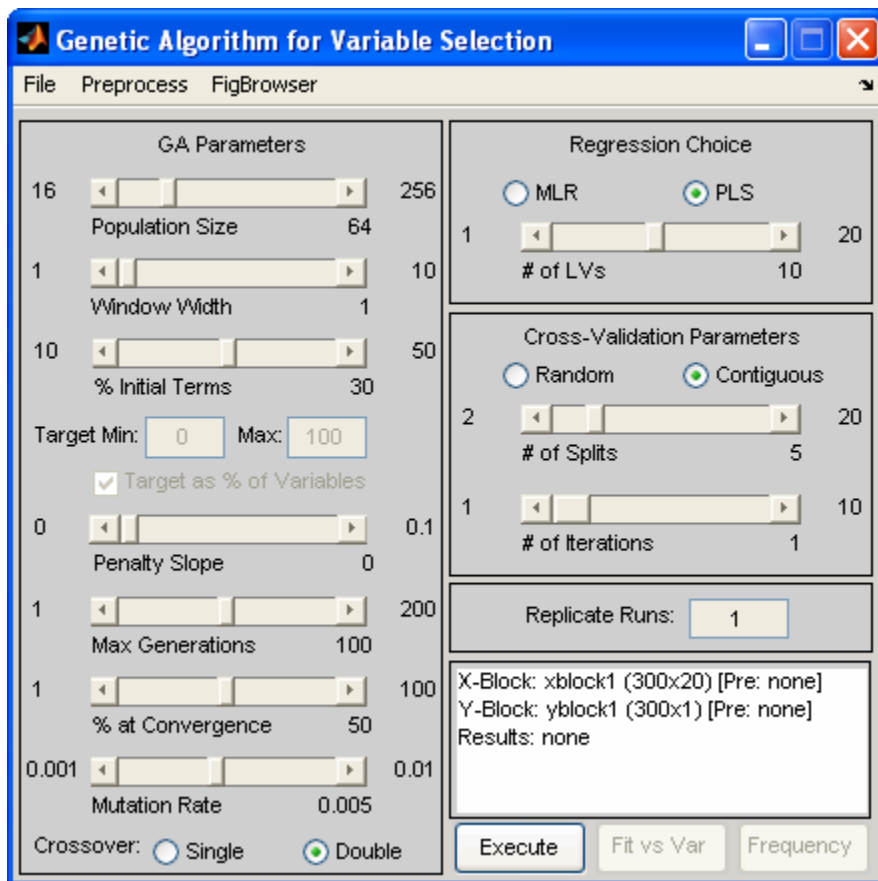 Genetic Algorithm for Variable Selection
File Preprocess FigBrowser
GA Parameters
16 256
Population Size 64
1 10
Window Width 1
10 50
% Initial Terms 30
Target Min: 0 Max: 100
Target as % of Variables
0 0.1
Penalty Slope 0
1 200
Max Generations 100
1 100
% at Convergence 50
0.001 0.01
Mutation Rate 0.005
Crossover: Single Double
Regression Choice
MLR PLS
1 20
# of LVs 10
Cross-Validation Parameters
Random Contiguous
2 20
# of Splits 5
1 10
# of Iterations 1
Replicate Runs: 1
X-Block: xblock1 (300x20) [Pre: none]
Y-Block: yblock1 (300x1) [Pre: none]
Results: none
Execute Fit vs Var Frequency